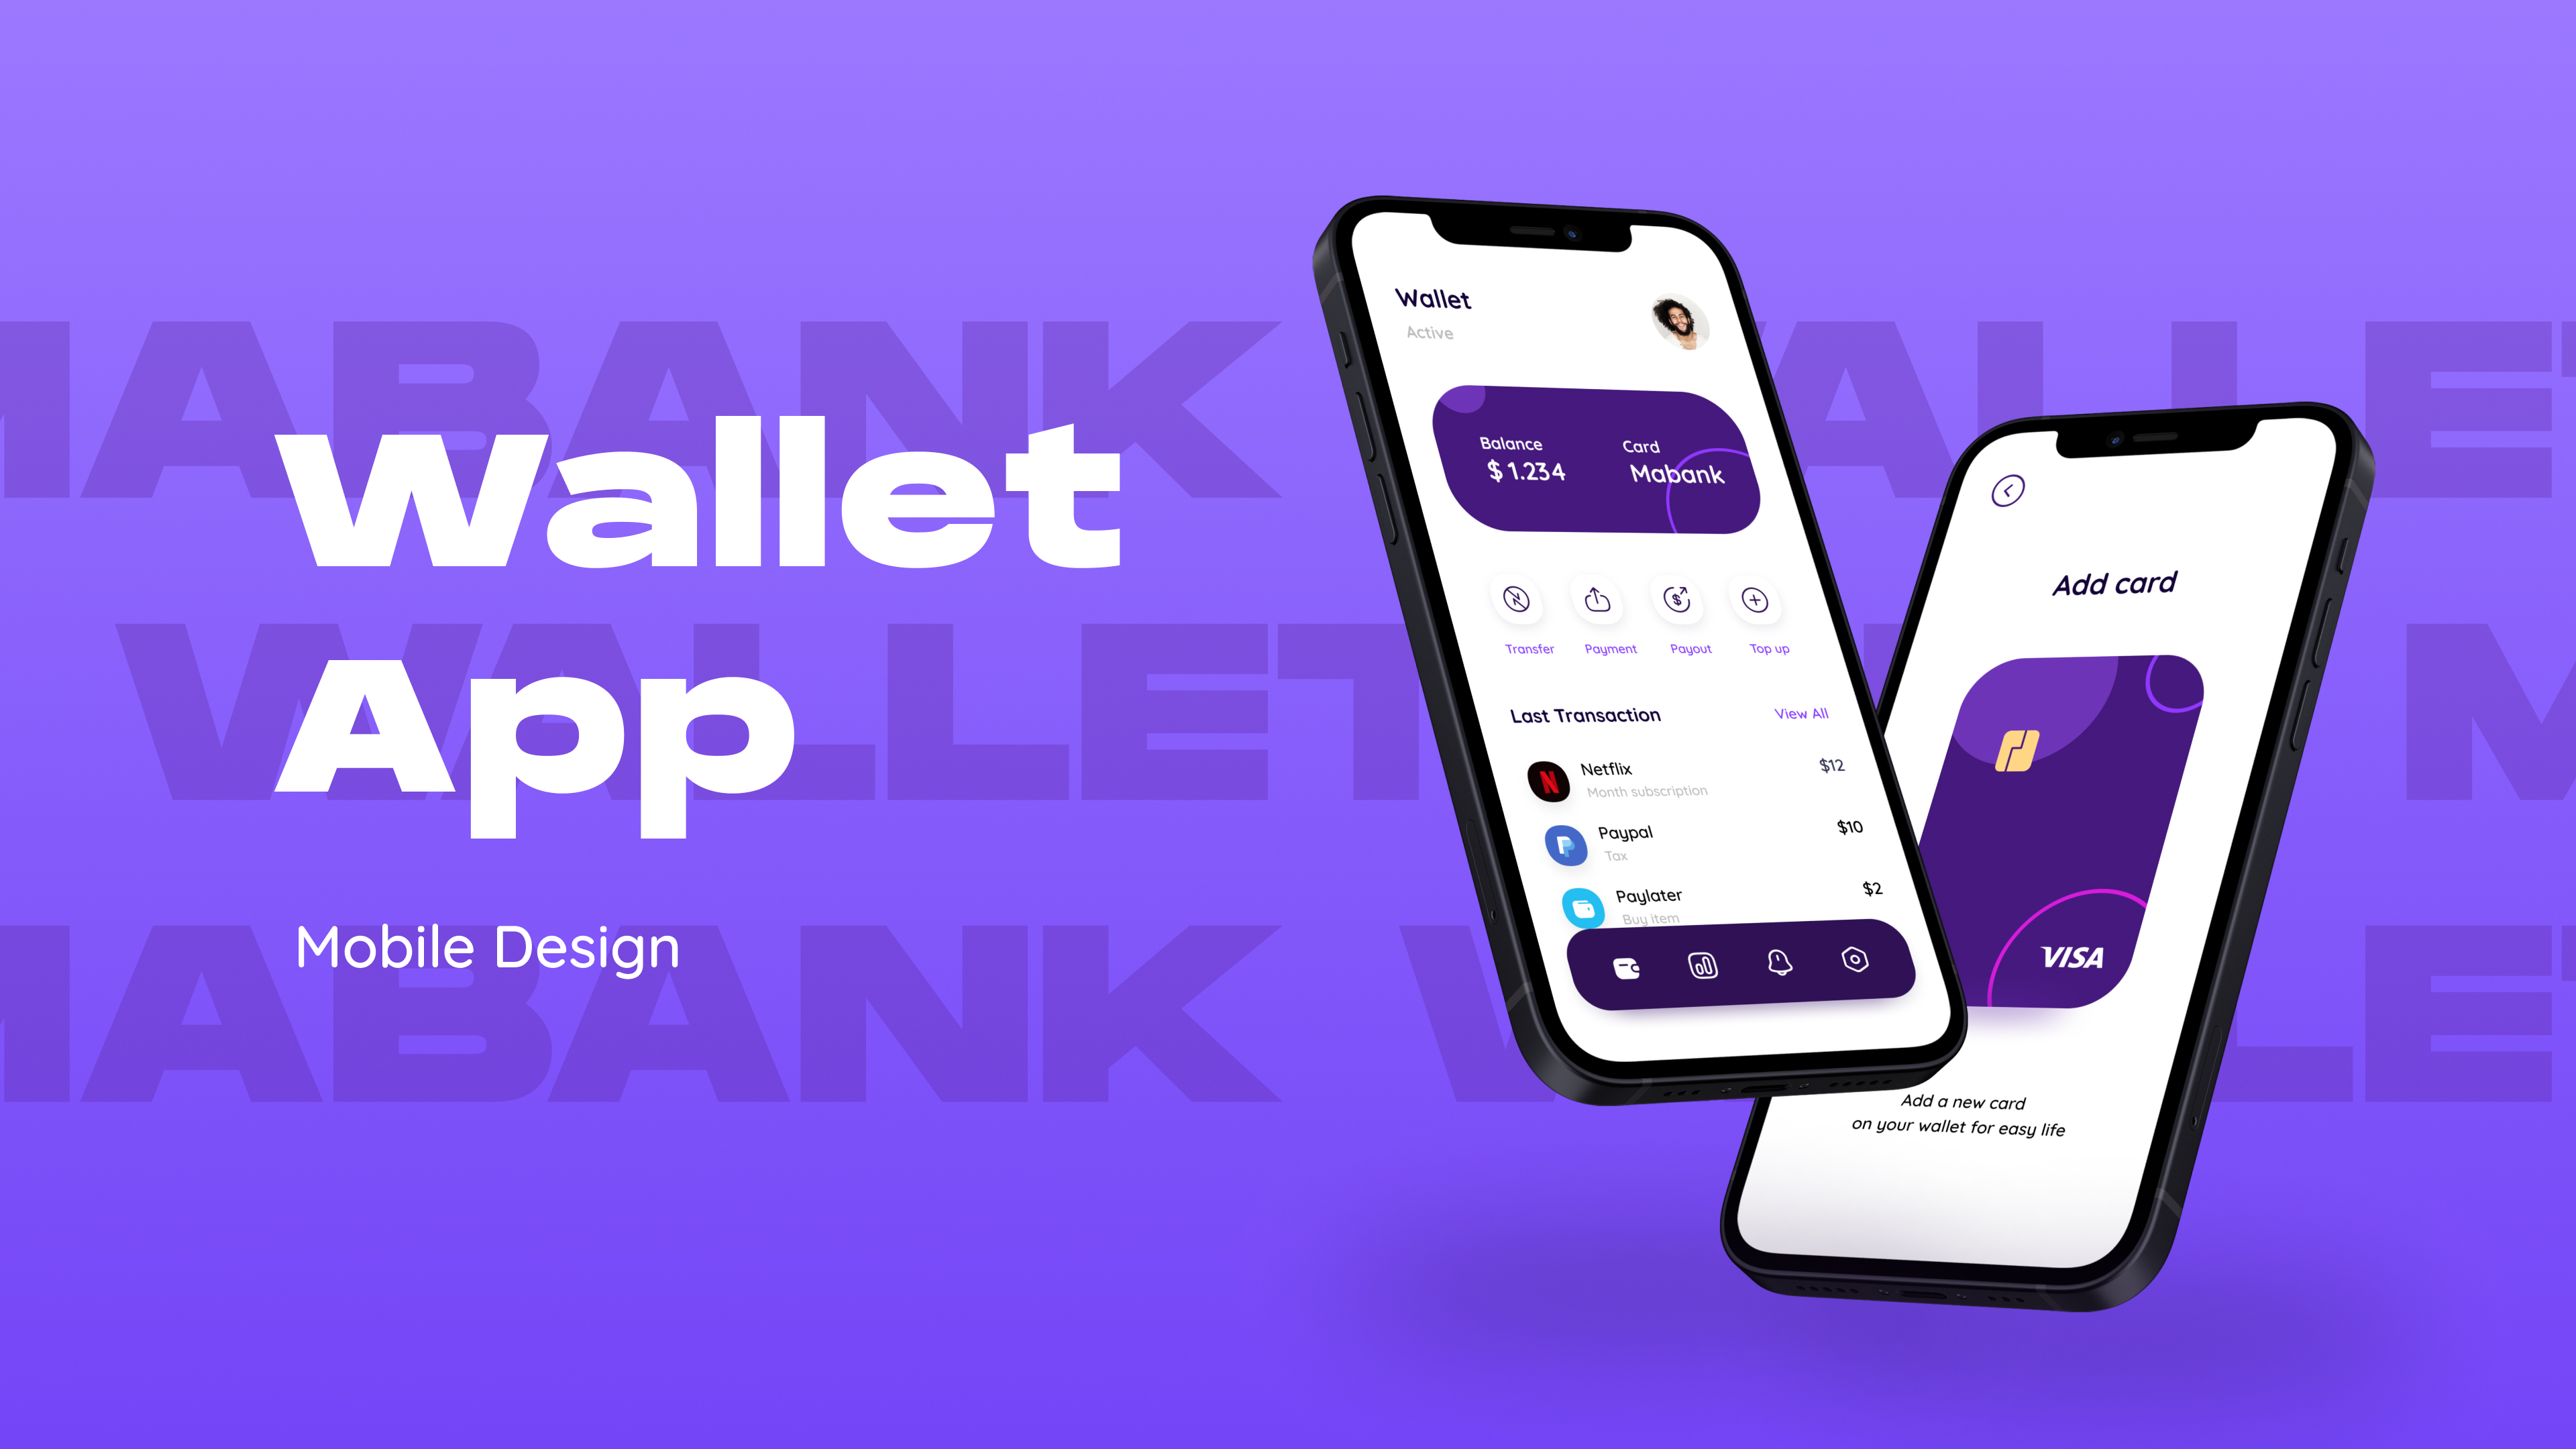 MABANK WALLET
Wallet
App
WALLET M
Mobile Design
MABANK WALLET
Wallet
Active
Balance
$ 1.234
Card
Mabank
Transfer
Payment
Payout
Top up
Last Transaction
View All
Netflix
$12
Month subscription
Paypal
$10
Tax
Paylater
$2
Buy item
Add card
VISA
Add a new card
on your wallet for easy life